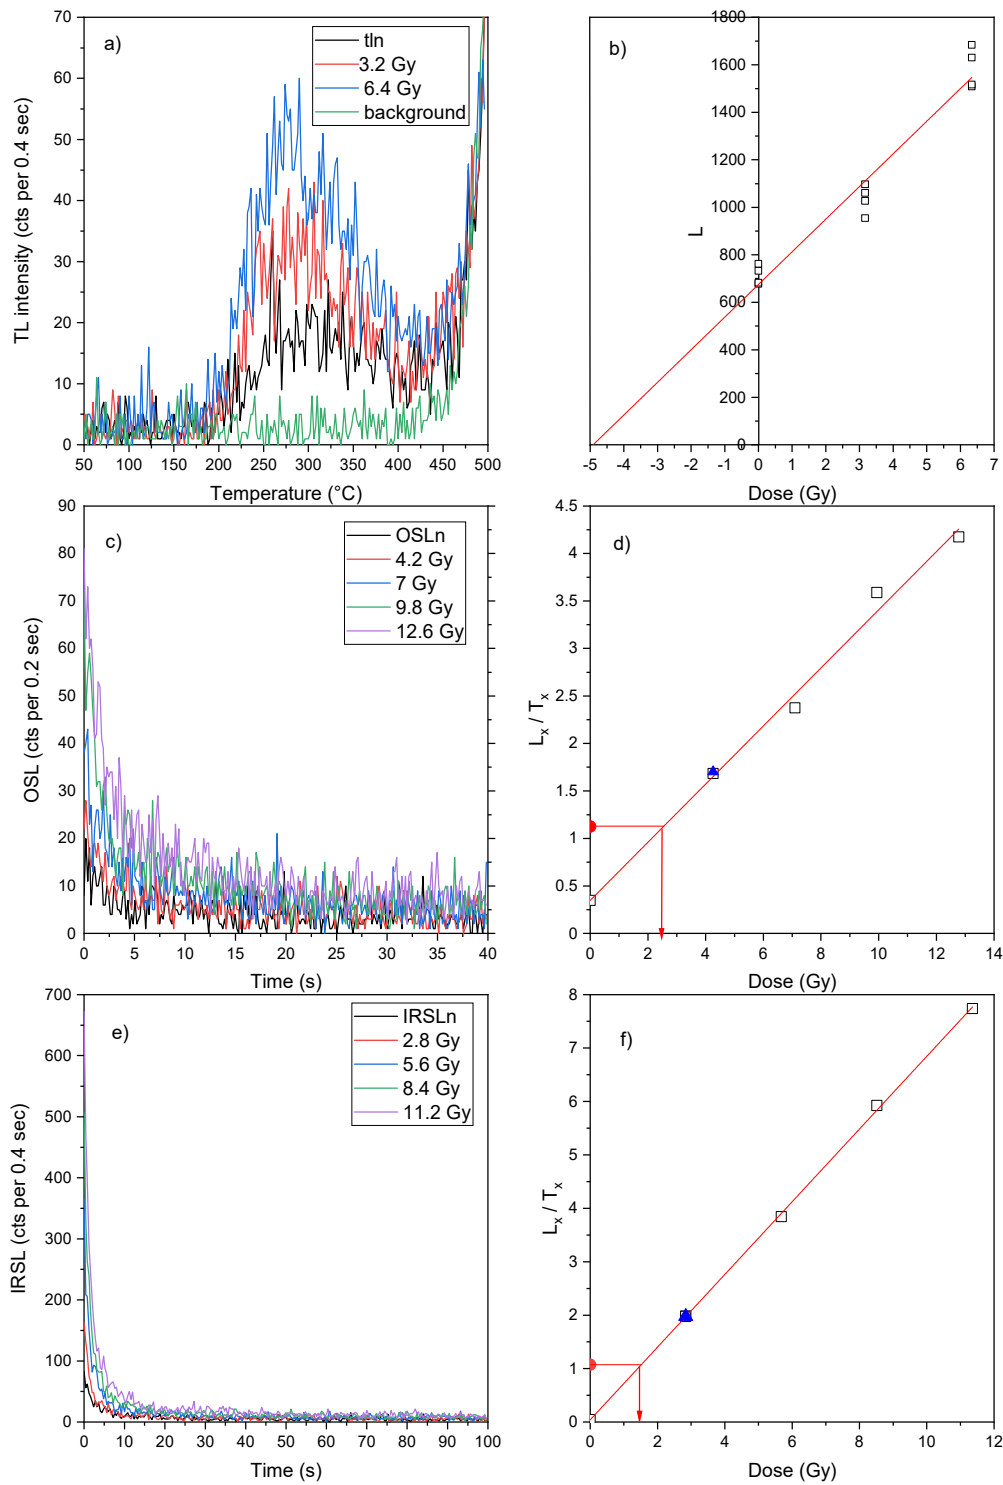 a)
tln
3.2 Gy
6.4 Gy
background
TL intensity (cts per 0.4 sec)
70
60
50
40
30
20
10
0
50 100 150 200 250 300 350 400 450 500
Temperature (°C)
b)
L
1800
1600
1400
1200
1000
800
600
400
200
0
-5 -4 -3 -2 -1 0 1 2 3 4 5 6 7
Dose (Gy)
c)
OSLn
4.2 Gy
7 Gy
9.8 Gy
12.6 Gy
OSL (cts per 0.2 sec)
90
80
70
60
50
40
30
20
10
0
0 5 10 15 20 25 30 35 40
Time (s)
d)
Lx / Tx
4.5
4
3.5
3
2.5
2
1.5
1
0.5
0
0 2 4 6 8 10 12 14
Dose (Gy)
e)
IRSLn
2.8 Gy
5.6 Gy
8.4 Gy
11.2 Gy
IRSL (cts per 0.4 sec)
700
600
500
400
300
200
100
0
0 10 20 30 40 50 60 70 80 90 100
Time (s)
f)
Lx / Tx
8
7
6
5
4
3
2
1
0
0 2 4 6 8 10 12
Dose (Gy)